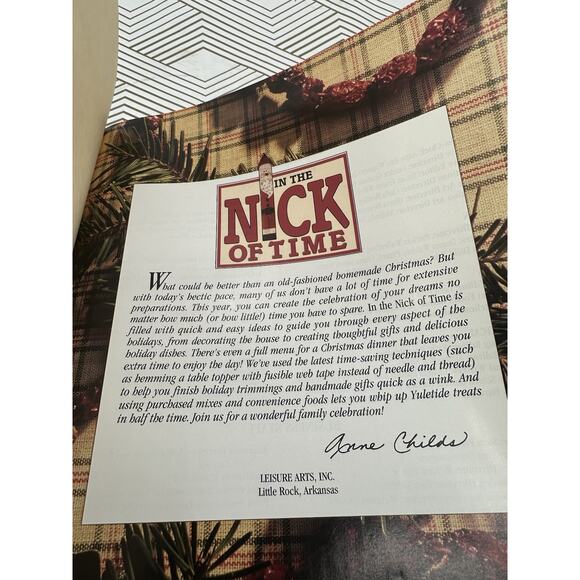 IN THE
NICK
OF TIME
What could be better than an old-fashioned homemade Christmas? But
with today's hectic pace, many of us don't have a lot of time for extensive
preparations. This year, you can create the celebration of your dreams no
matter how much (or how little!) time you have to spare. In the Nick of Time is
filled with quick and easy ideas to guide you through every aspect of the
holidays, from decorating the house to creating thoughtful gifts and delicious
holiday dishes. There's even a full menu for a Christmas dinner that leaves you
extra time to enjoy the day! We've used the latest time-saving techniques (such
as hemming a table topper with fusible web tape instead of needle and thread)
to help you finish holiday trimmings and handmade gifts quick as a wink. And
using purchased mixes and convenience foods lets you whip up Yuletide treats
in half the time. Join us for a wonderful family celebration!
Anne Childs
LEISURE ARTS, INC.
Little Rock, Arkansas